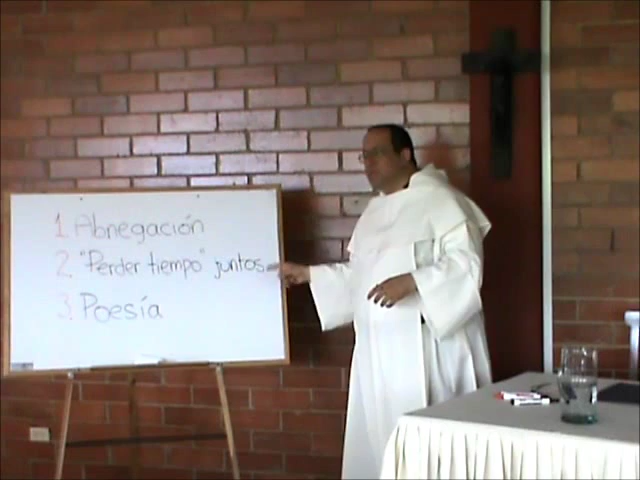 1. Abnegación
2. "Perder tiempo" juntos
3. Poesía